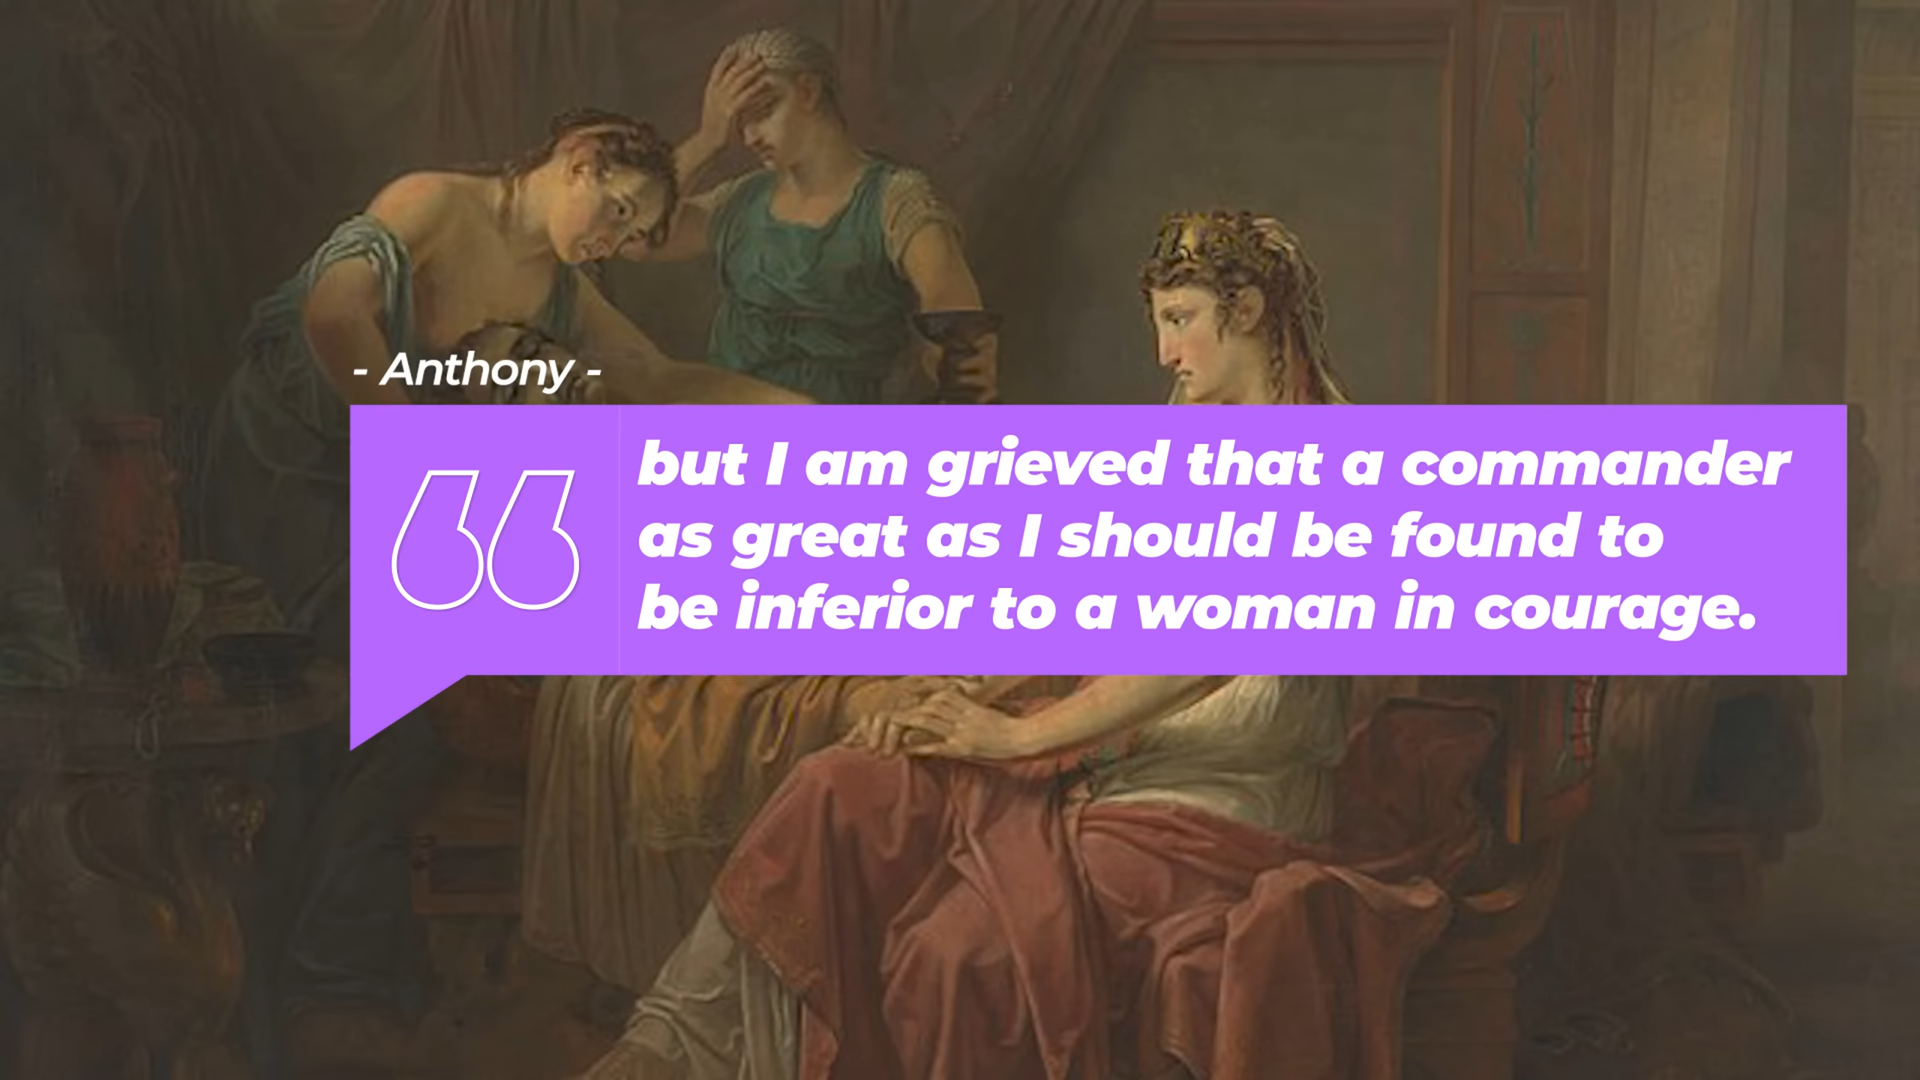 - Anthony -
but I am grieved that a commander
as great as I should be found to
be inferior to a woman in courage.